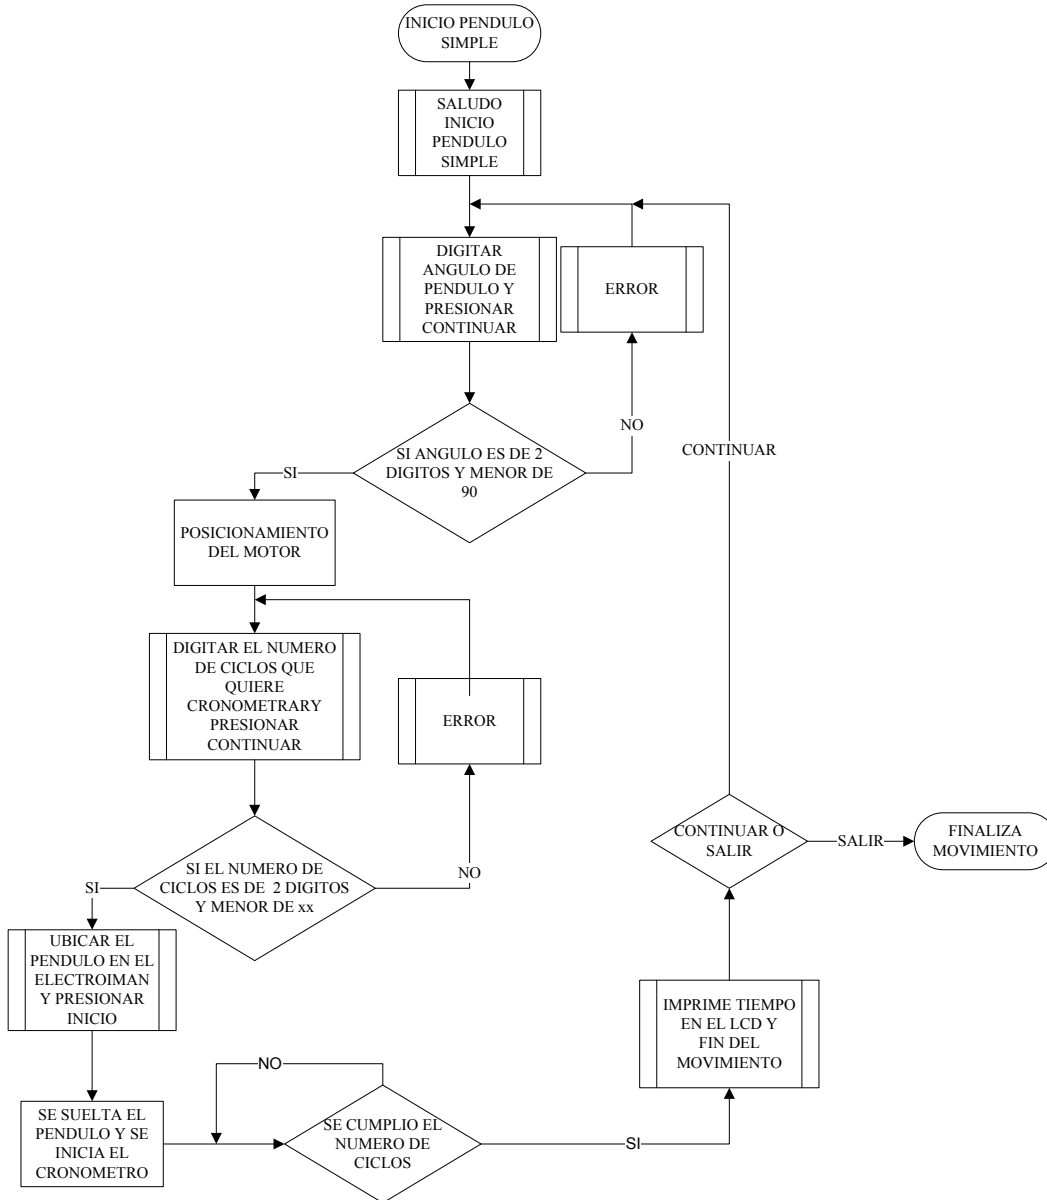 INICIO PENDULO
SIMPLE
SALUDO
INICIO
PENDULO
SIMPLE
DIGITAR
ANGULO DE
PENDULO Y
PRESIONAR
CONTINUAR
ERROR
NO
CONTINUAR
SI ANGULO ES DE 2
DIGITOS Y MENOR DE
90
SI
POSICIONAMIENTO
DEL MOTOR
DIGITAR EL NUMERO
DE CICLOS QUE
QUIERE
CRONOMETRARY
PRESIONAR
CONTINUAR
ERROR
SI EL NUMERO DE
CICLOS ES DE 2 DIGITOS
Y MENOR DE xx
NO
SI
CONTINUAR O
SALIR
SALIR
FINALIZA
MOVIMIENTO
UBICAR EL
PENDULO EN EL
ELECTROIMAN
Y PRESIONAR
INICIO
IMPRIME TIEMPO
EN EL LCD Y
FIN DEL
MOVIMIENTO
NO
SE SUELTA EL
PENDULO Y SE
INICIA EL
CRONOMETRO
SE CUMPLIO EL
NUMERO DE
CICLOS
SI